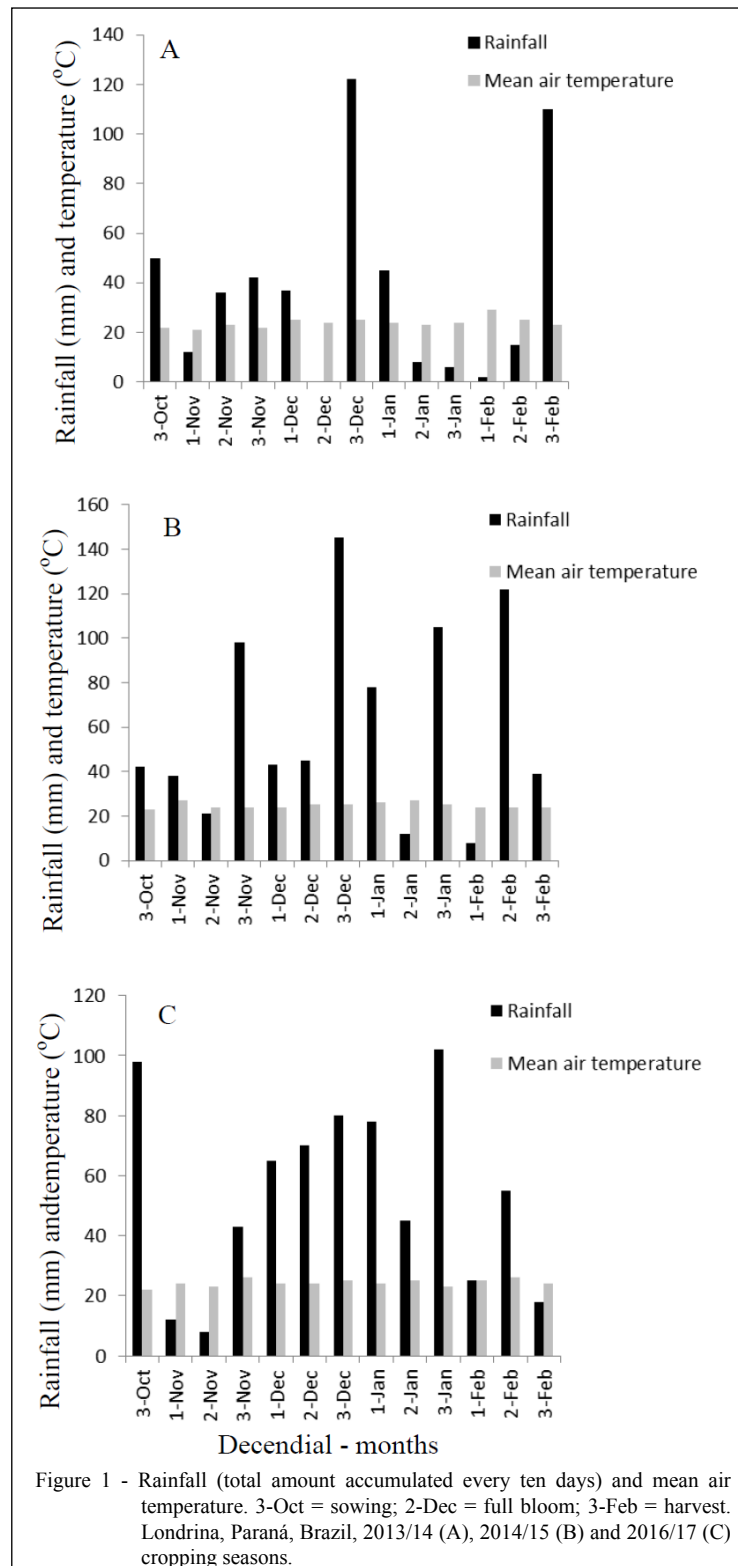 A
Rainfall
Mean air temperature
Rainfall (mm) and temperature (°C)
140
120
100
80
60
40
20
0
3-Oct
1-Nov
2-Nov
3-Nov
1-Dec
2-Dec
3-Dec
1-Jan
2-Jan
3-Jan
1-Feb
2-Feb
3-Feb
B
Rainfall
Mean air temperature
Rainfall (mm) and temperature (°C)
160
140
120
100
80
60
40
20
0
3-Oct
1-Nov
2-Nov
3-Nov
1-Dec
2-Dec
3-Dec
1-Jan
2-Jan
3-Jan
1-Feb
2-Feb
3-Feb
C
Rainfall
Mean air temperature
Rainfall (mm) andtemperature (°C)
120
100
80
60
40
20
0
3-Oct
1-Nov
2-Nov
3-Nov
1-Dec
2-Dec
3-Dec
1-Jan
2-Jan
3-Jan
1-Feb
2-Feb
3-Feb
Decendial - months
Figure 1 - Rainfall (total amount accumulated every ten days) and mean air
temperature. 3-Oct = sowing; 2-Dec = full bloom; 3-Feb = harvest.
Londrina, Paraná, Brazil, 2013/14 (A), 2014/15 (B) and 2016/17 (C)
cropping seasons.